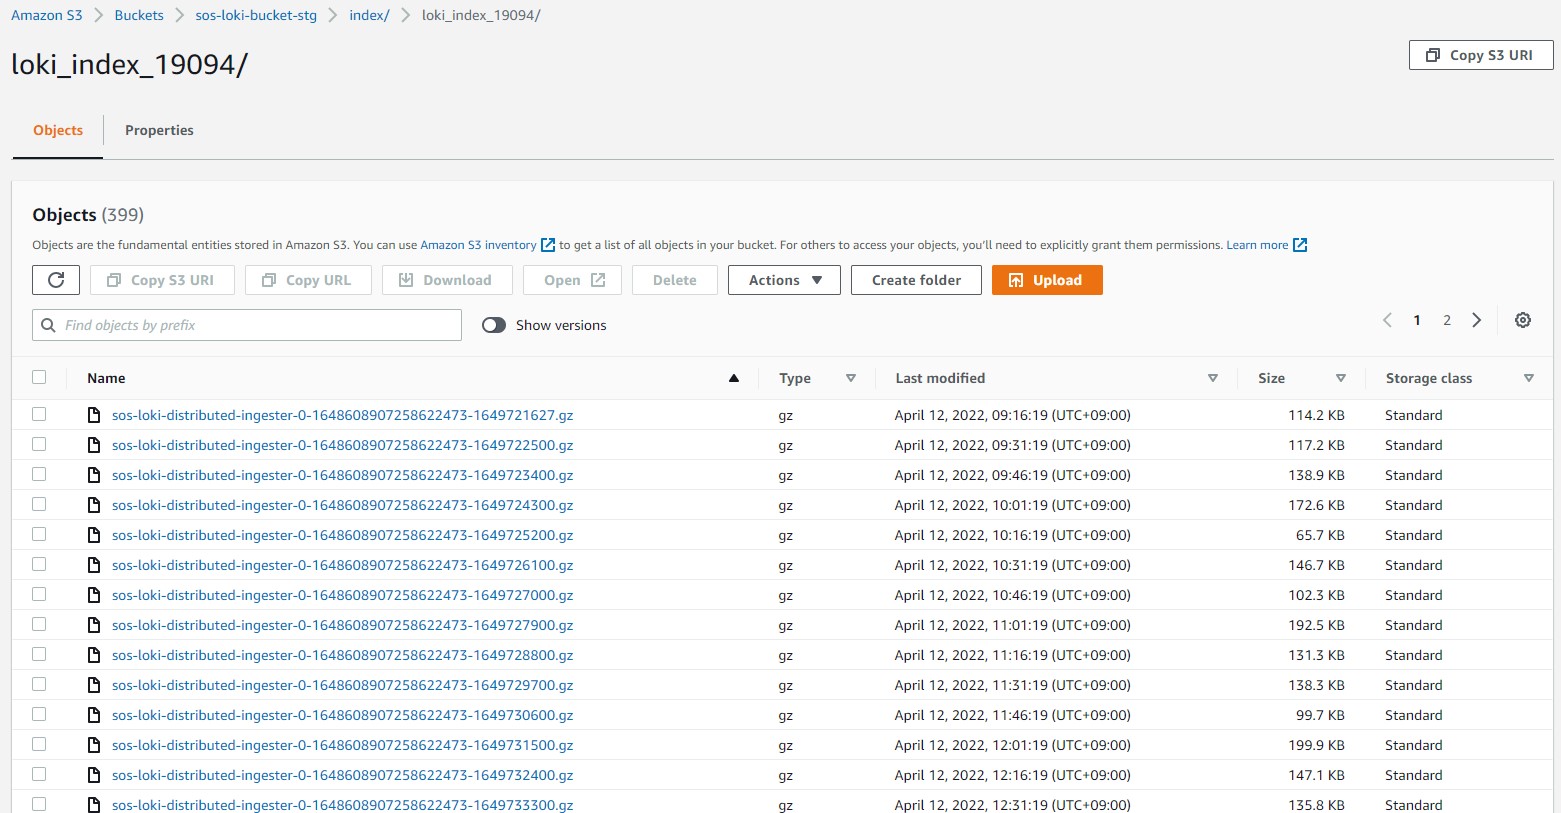 Amazon S3 > Buckets > sos-loki-bucket-stg > index/ > loki_index_19094/
loki_index_19094/
Copy S3 URI
Objects Properties
Objects (399)
Objects are the fundamental entities stored in Amazon S3. You can use Amazon S3 inventory to get a list of all objects in your bucket. For others to access your objects, you'll need to explicitly grant them permissions. Learn more
Copy S3 URI Copy URL Download Open Delete Actions Create folder Upload
Find objects by prefix Show versions 1 2
Name Type Last modified Size Storage class
sos-loki-distributed-ingester-0-1648608907258622473-1649721627.gz gz April 12, 2022, 09:16:19 (UTC+09:00) 114.2 KB Standard
sos-loki-distributed-ingester-0-1648608907258622473-1649722500.gz gz April 12, 2022, 09:31:19 (UTC+09:00) 117.2 KB Standard
sos-loki-distributed-ingester-0-1648608907258622473-1649723400.gz gz April 12, 2022, 09:46:19 (UTC+09:00) 138.9 KB Standard
sos-loki-distributed-ingester-0-1648608907258622473-1649724300.gz gz April 12, 2022, 10:01:19 (UTC+09:00) 172.6 KB Standard
sos-loki-distributed-ingester-0-1648608907258622473-1649725200.gz gz April 12, 2022, 10:16:19 (UTC+09:00) 65.7 KB Standard
sos-loki-distributed-ingester-0-1648608907258622473-1649726100.gz gz April 12, 2022, 10:31:19 (UTC+09:00) 146.7 KB Standard
sos-loki-distributed-ingester-0-1648608907258622473-1649727000.gz gz April 12, 2022, 10:46:19 (UTC+09:00) 102.3 KB Standard
sos-loki-distributed-ingester-0-1648608907258622473-1649727900.gz gz April 12, 2022, 11:01:19 (UTC+09:00) 192.5 KB Standard
sos-loki-distributed-ingester-0-1648608907258622473-1649728800.gz gz April 12, 2022, 11:16:19 (UTC+09:00) 131.3 KB Standard
sos-loki-distributed-ingester-0-1648608907258622473-1649729700.gz gz April 12, 2022, 11:31:19 (UTC+09:00) 138.3 KB Standard
sos-loki-distributed-ingester-0-1648608907258622473-1649730600.gz gz April 12, 2022, 11:46:19 (UTC+09:00) 99.7 KB Standard
sos-loki-distributed-ingester-0-1648608907258622473-1649731500.gz gz April 12, 2022, 12:01:19 (UTC+09:00) 199.9 KB Standard
sos-loki-distributed-ingester-0-1648608907258622473-1649732400.gz gz April 12, 2022, 12:16:19 (UTC+09:00) 147.1 KB Standard
sos-loki-distributed-ingester-0-1648608907258622473-1649733300.gz gz April 12, 2022, 12:31:19 (UTC+09:00) 135.8 KB Standard